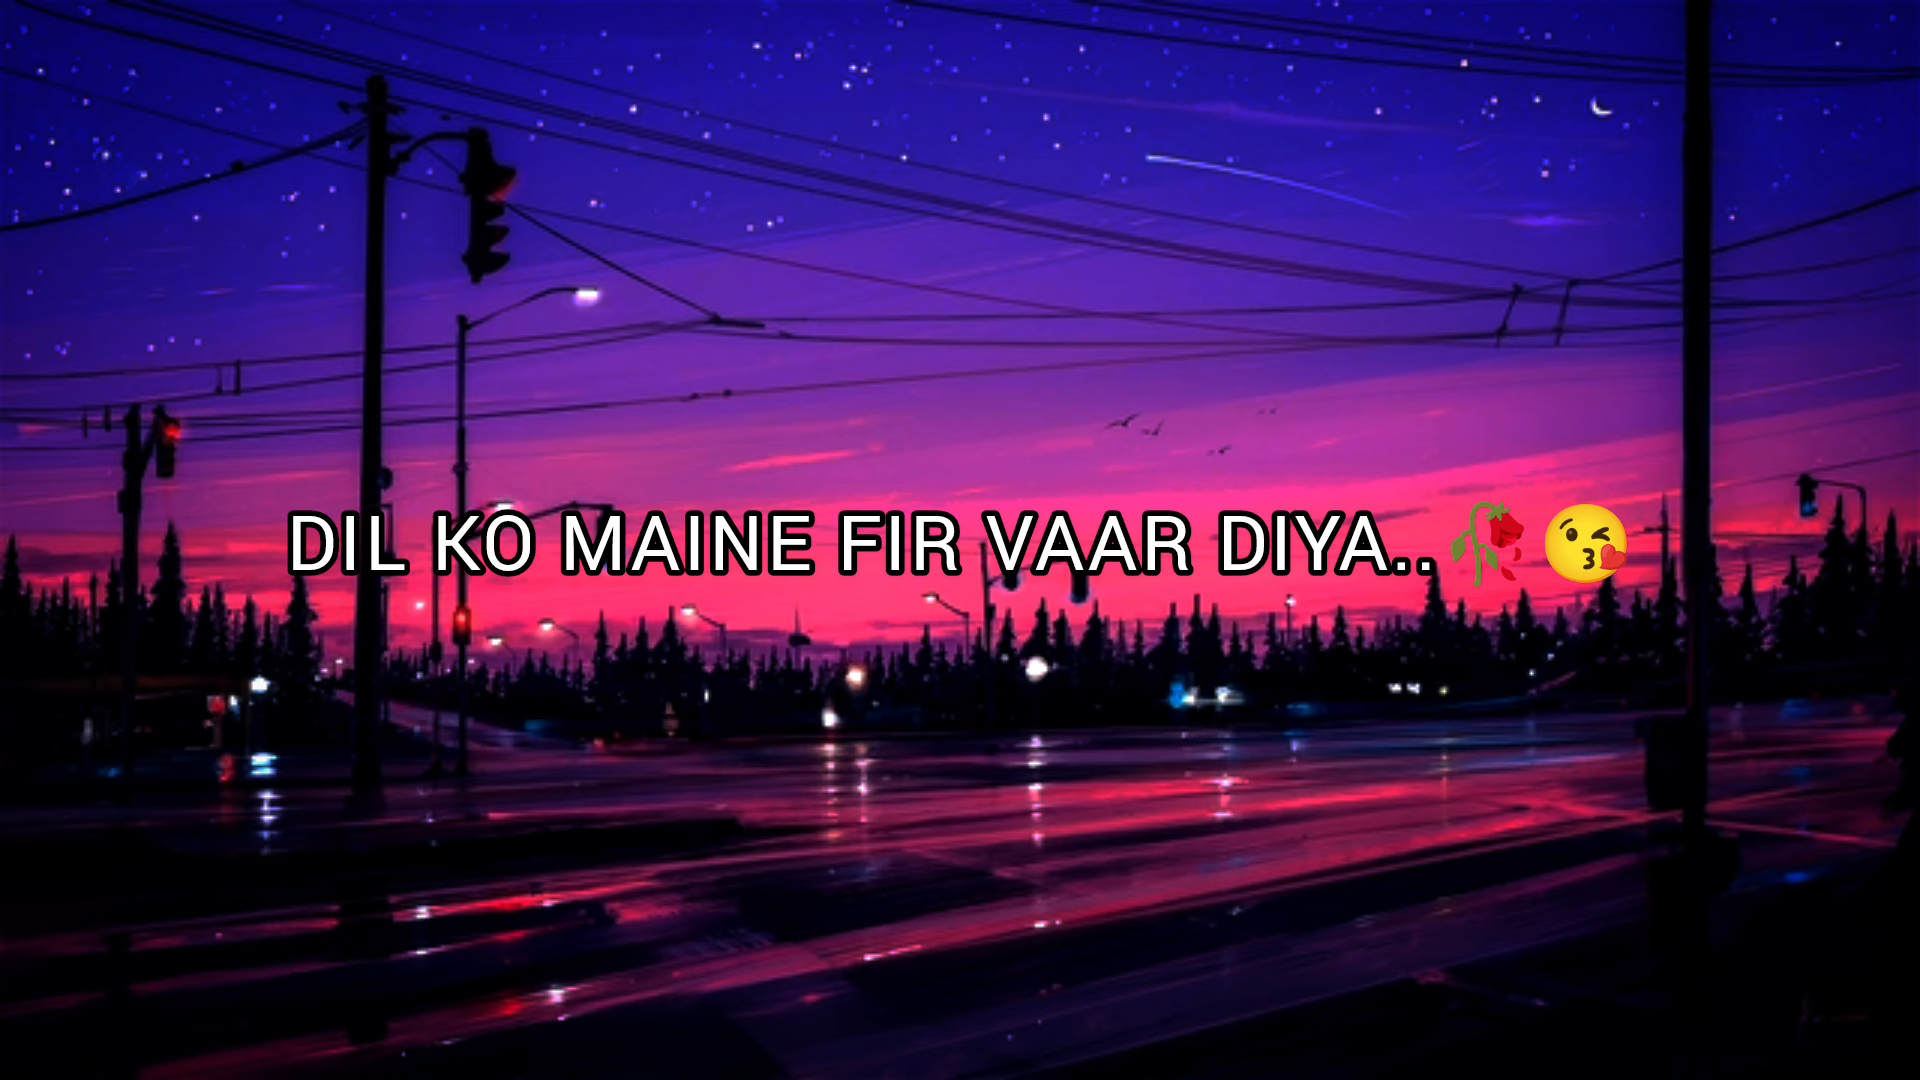 DIL KO MAINE FIR VAAR DIYA..🥀😘